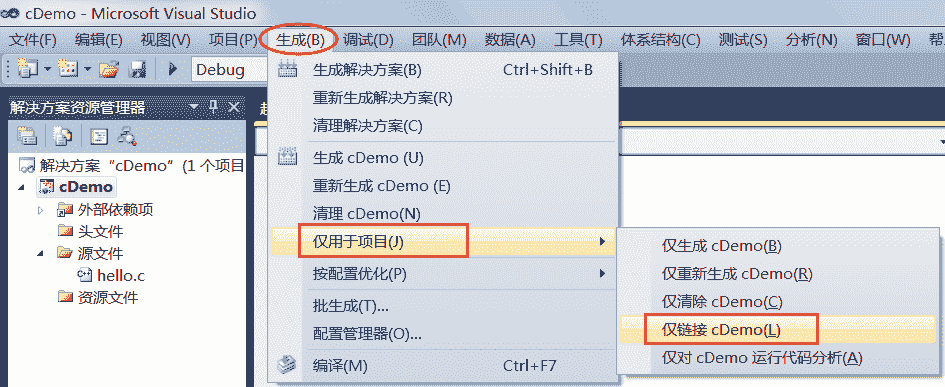 cDemo - Microsoft Visual Studio
文件(F) 编辑(E) 视图(V) 项目(P) 生成(B) 调试(D) 团队(M) 数据(A) 工具(T) 体系结构(C) 测试(S) 分析(N) 窗口(W)
Debug
解决方案资源管理器
解决方案 “cDemo” (1 个项目
cDemo
外部依赖项
头文件
源文件
hello.c
资源文件
生成解决方案(B) Ctrl+Shift+B
重新生成解决方案(R)
清理解决方案(C)
生成 cDemo (U)
重新生成 cDemo (E)
清理 cDemo(N)
仅用于项目(J)
按配置优化(P)
批生成(T)...
配置管理器(O)...
编译(M) Ctrl+F7
仅生成 cDemo(B)
仅重新生成 cDemo(R)
仅清除 cDemo(C)
仅链接 cDemo(L)
仅对 cDemo 运行代码分析(A)